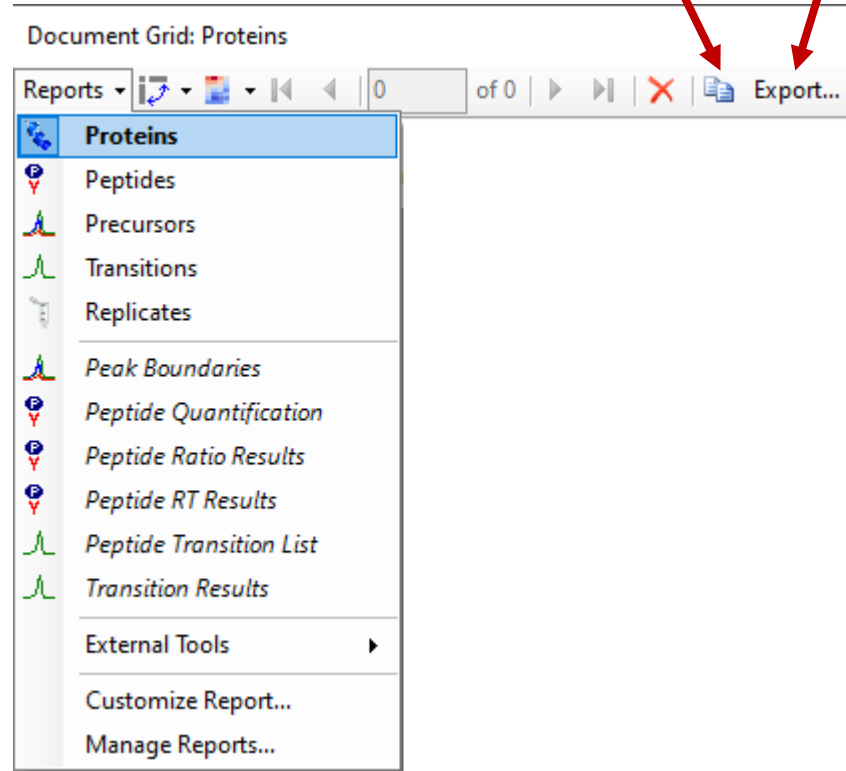 Document Grid: Proteins
Reports 0 of 0 Export...
Proteins
Peptides
Precursors
Transitions
Replicates
Peak Boundaries
Peptide Quantification
Peptide Ratio Results
Peptide RT Results
Peptide Transition List
Transition Results
External Tools
Customize Report...
Manage Reports...